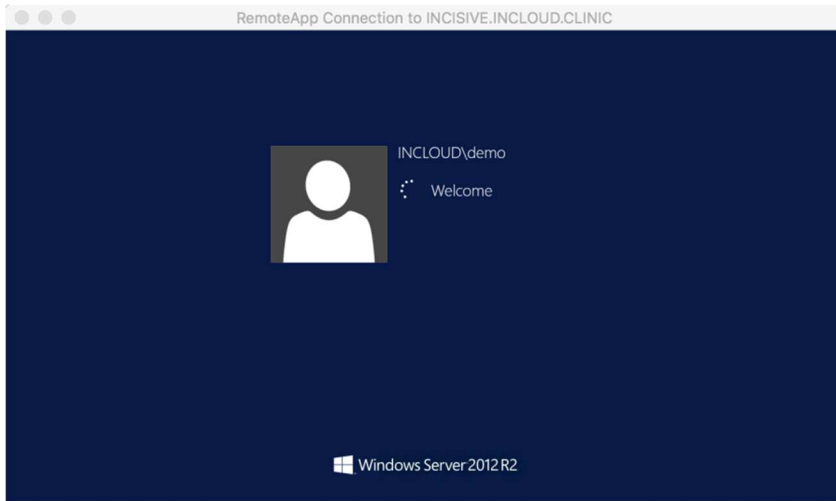 RemoteApp Connection to INCISIVE.INCLOUD.CLINIC
INCLOUD\demo
Welcome
Windows Server 2012 R2